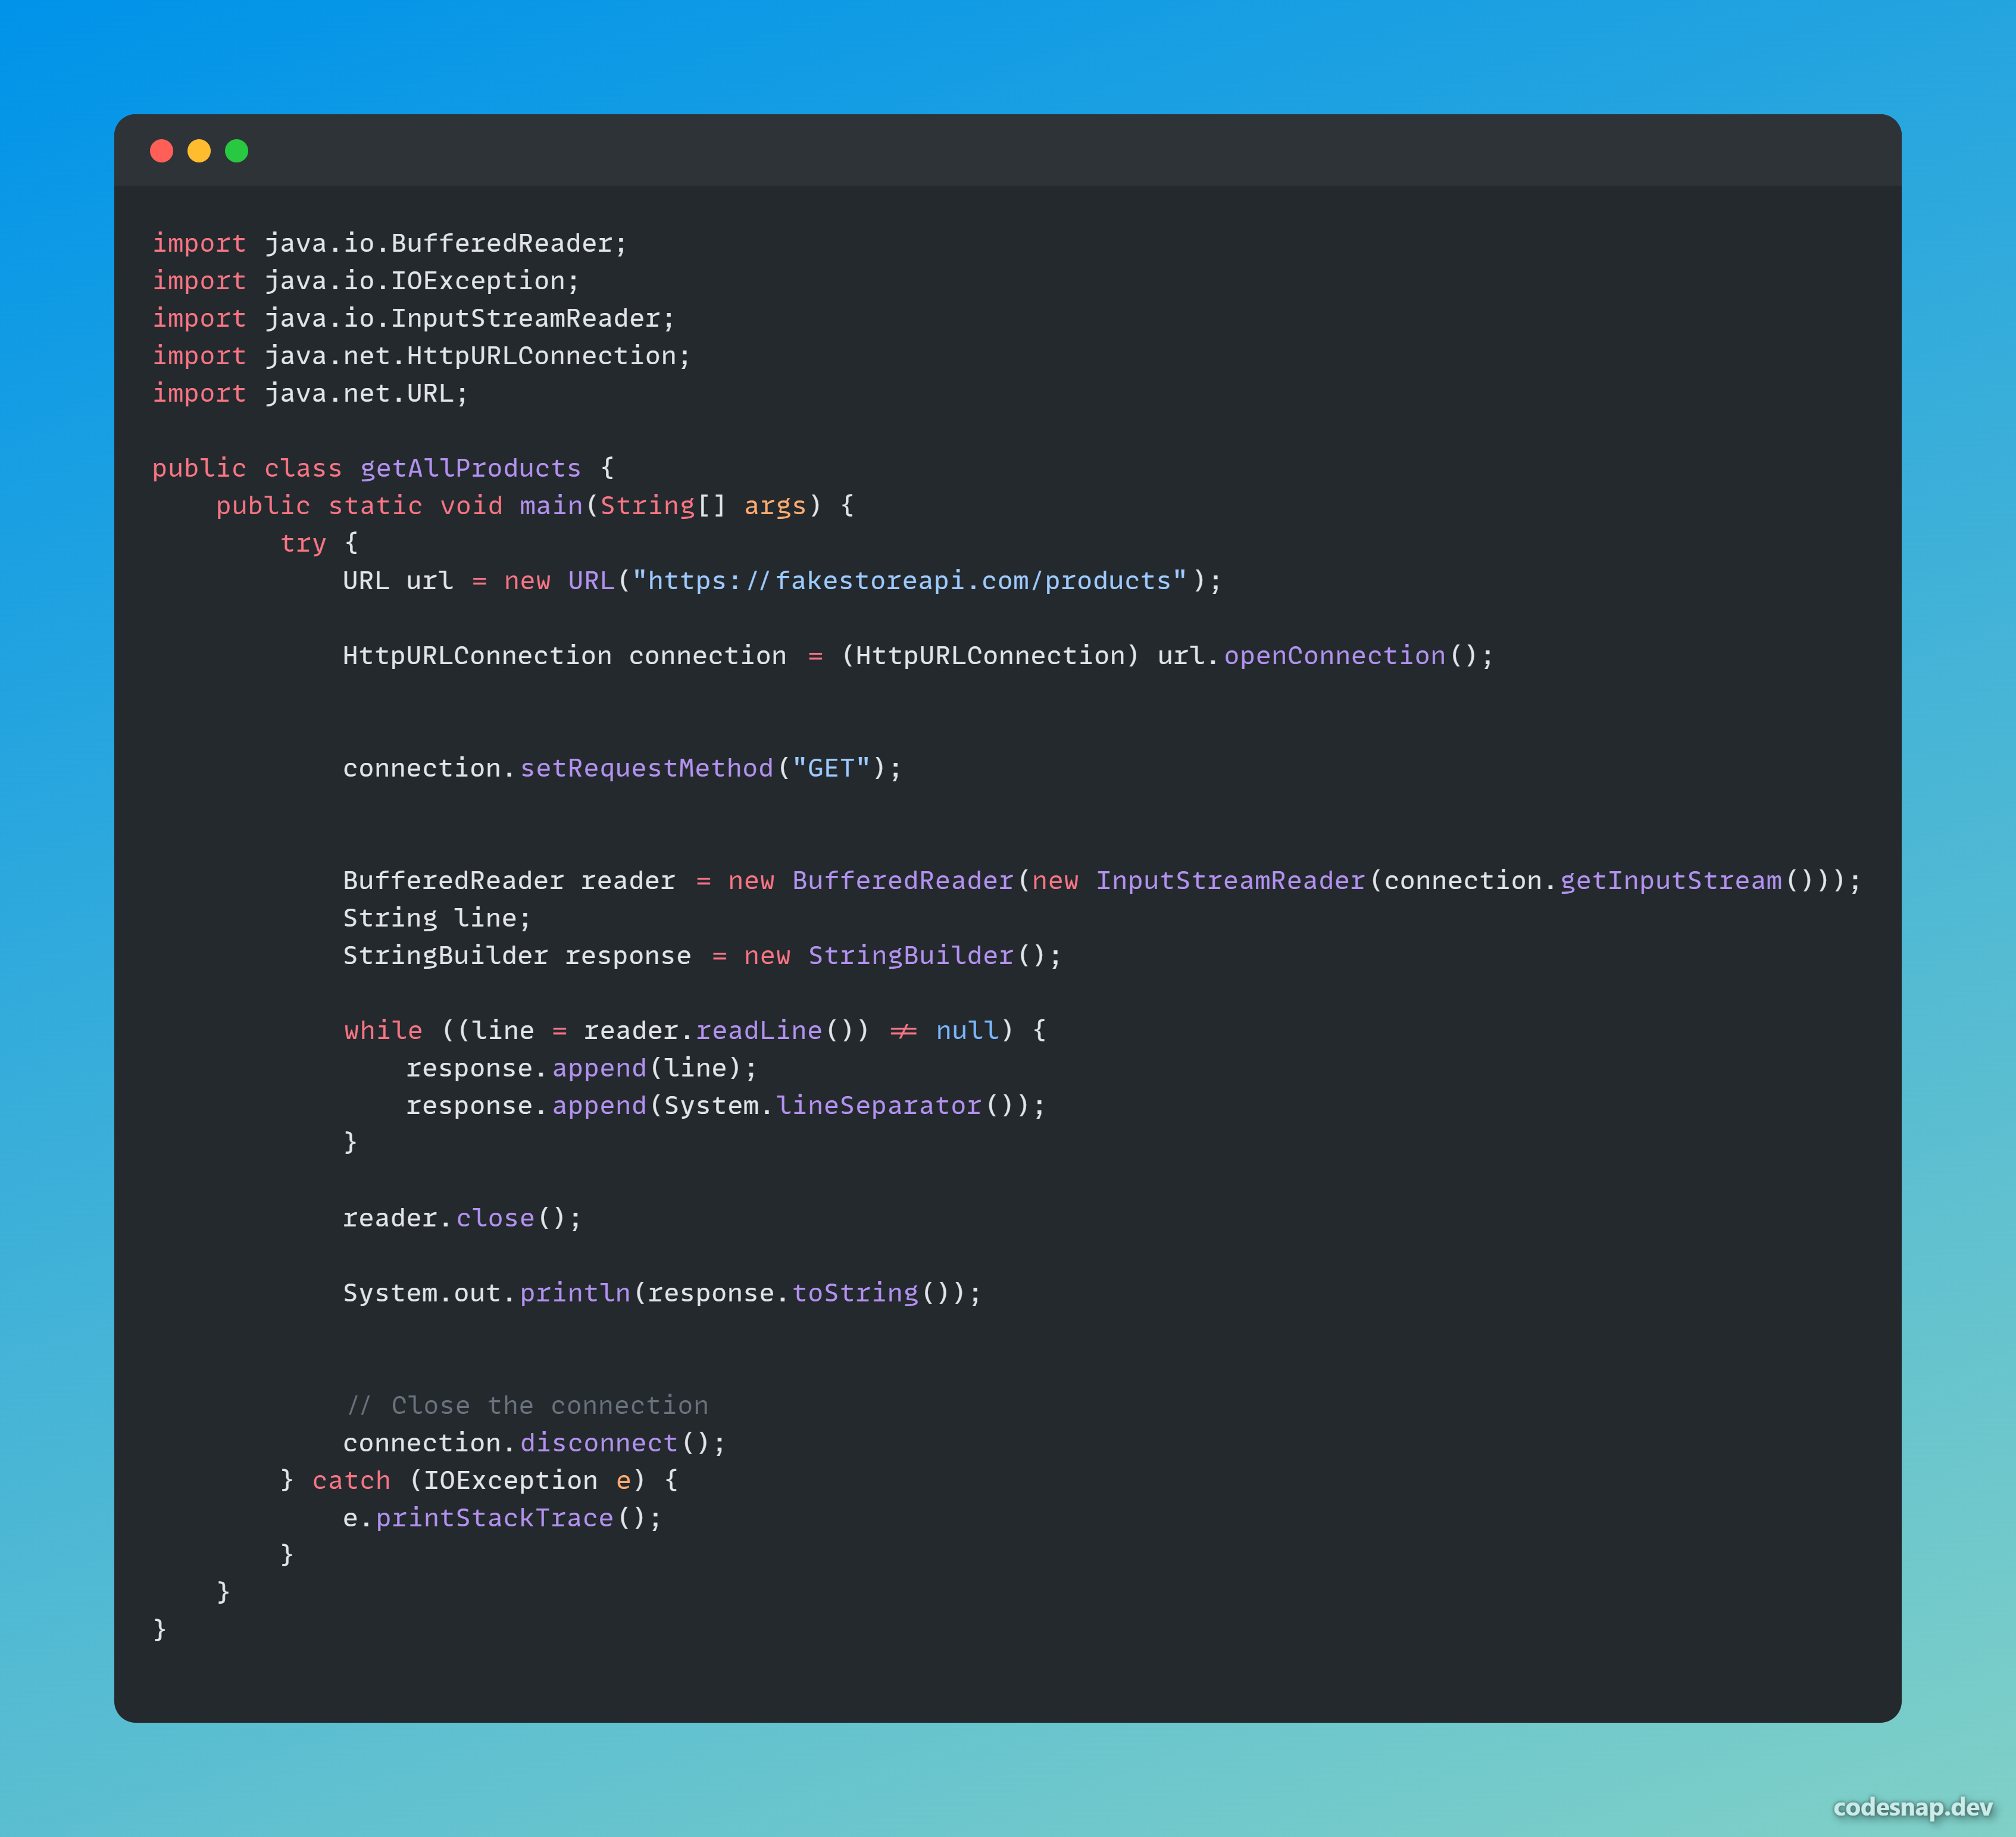 import java.io.BufferedReader;
import java.io.IOException;
import java.io.InputStreamReader;
import java.net.HttpURLConnection;
import java.net.URL;

public class getAllProducts {
    public static void main(String[] args) {
        try {
            URL url = new URL("https://fakestoreapi.com/products");

            HttpURLConnection connection = (HttpURLConnection) url.openConnection();


            connection.setRequestMethod("GET");


            BufferedReader reader = new BufferedReader(new InputStreamReader(connection.getInputStream()));
            String line;
            StringBuilder response = new StringBuilder();

            while ((line = reader.readLine()) != null) {
                response.append(line);
                response.append(System.lineSeparator());
            }

            reader.close();

            System.out.println(response.toString());


            // Close the connection
            connection.disconnect();
        } catch (IOException e) {
            e.printStackTrace();
        }
    }
}
codesnap.dev